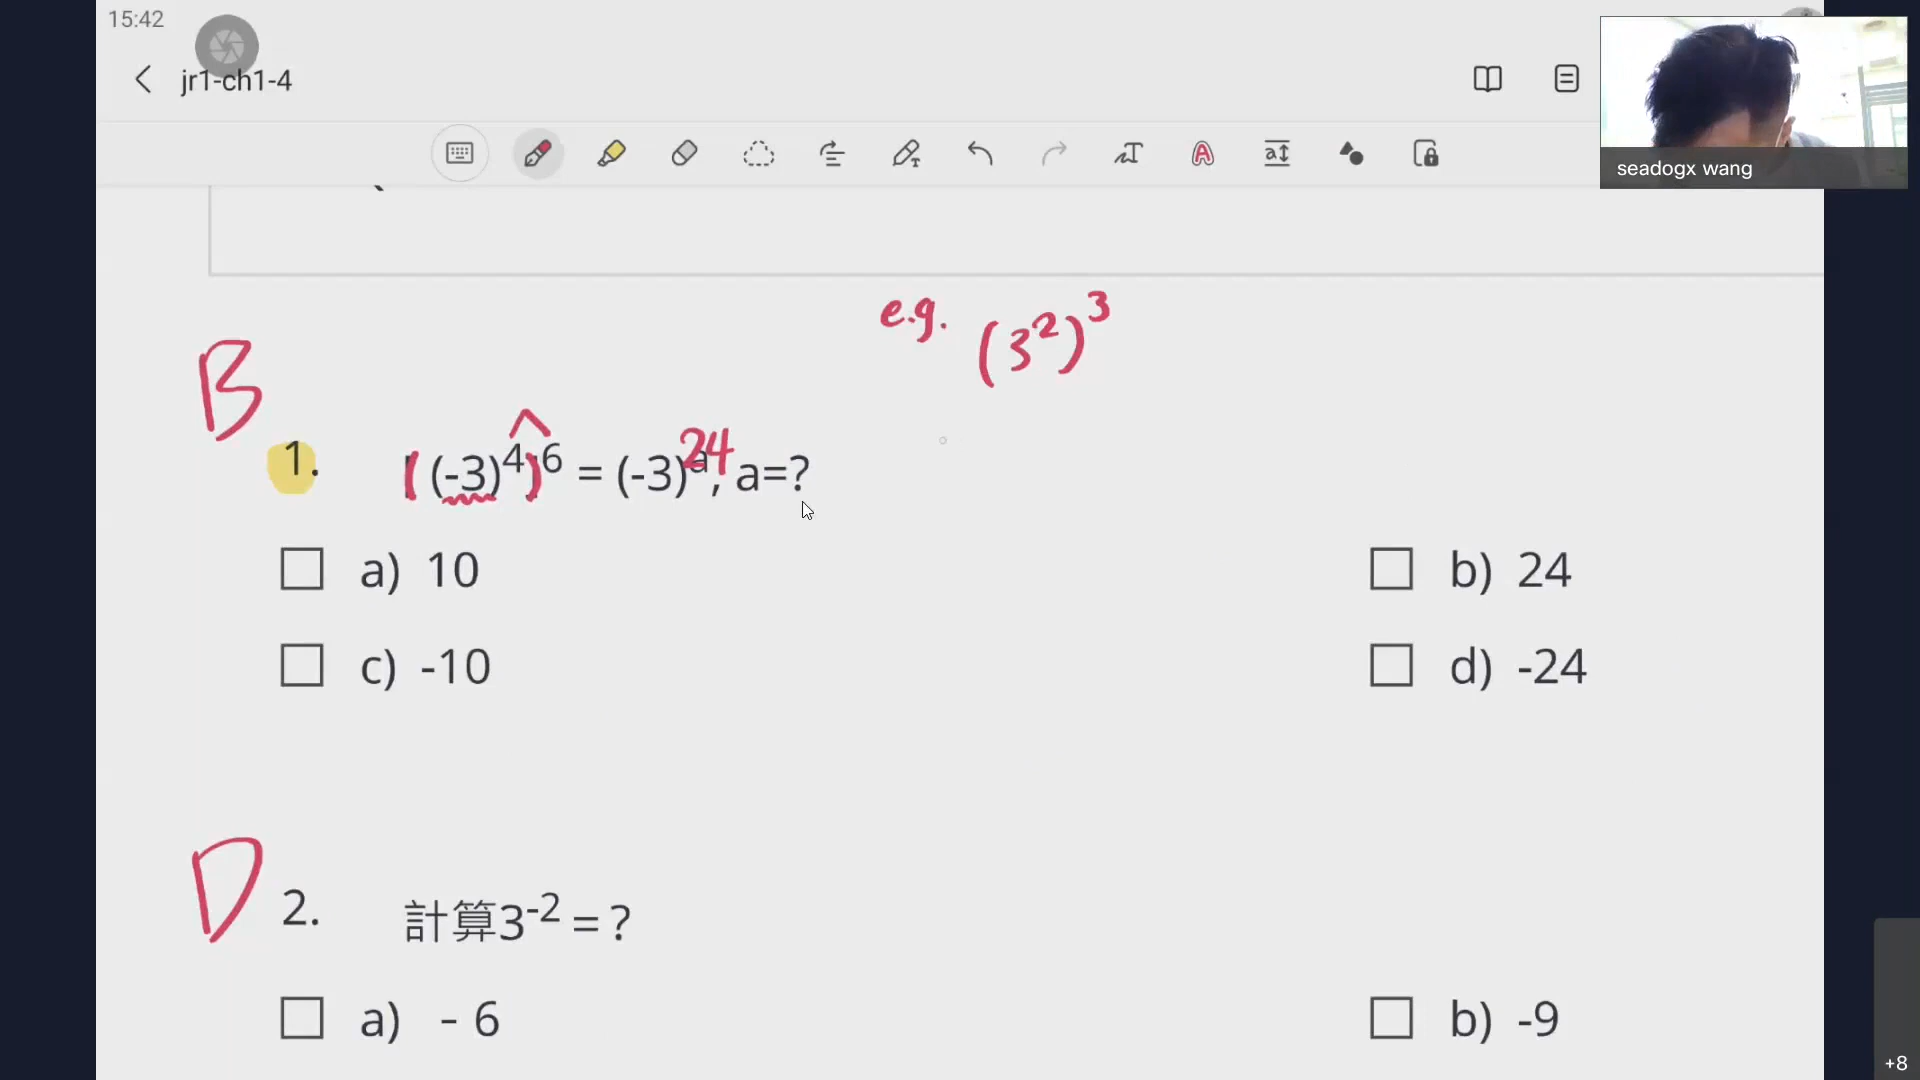 15:42
jr1-ch1-4
seadogx wang
e.g. (3²)³
B
1. [(-3)⁴]⁶ = (-3)ᵃ, a=?
24
a) 10
b) 24
c) -10
d) -24
D
2. 計算3⁻² = ?
a) - 6
b) -9
+8